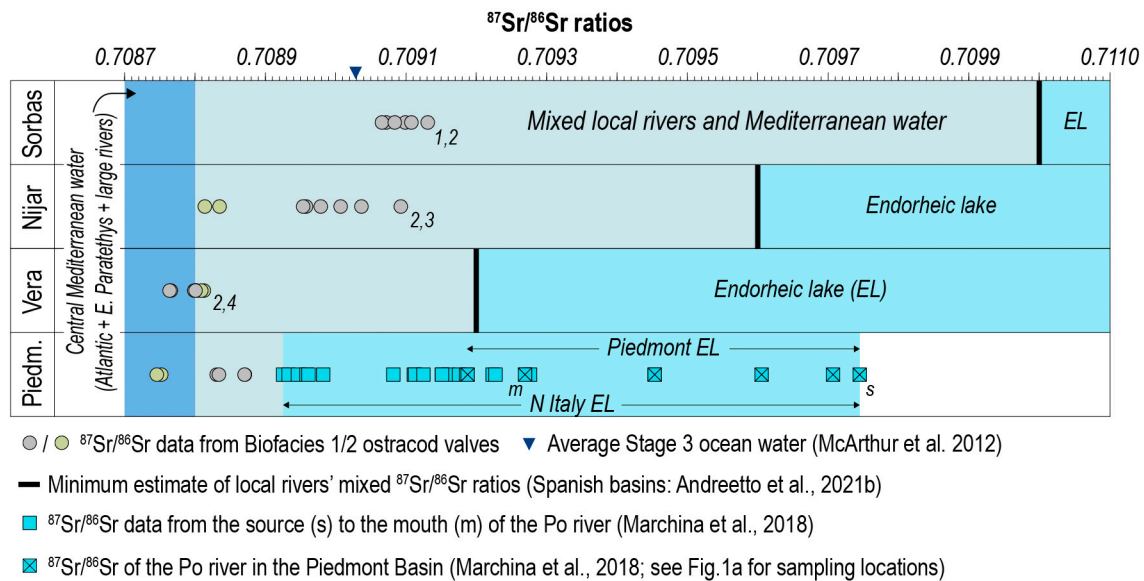 ⁸⁷Sr/⁸⁶Sr ratios
0.7087 0.7089 0.7091 0.7093 0.7095 0.7097 0.7099 0.7110
Sorbas
Central Mediterranean water
(Atlantic + E. Paratethys + large rivers)
1,2
Mixed local rivers and Mediterranean water
EL
Nijar
2,3
Endorheic lake
Vera
2,4
Endorheic lake (EL)
Piedm.
Piedmont EL
m
s
N Italy EL
/ ⁸⁷Sr/⁸⁶Sr data from Biofacies 1/2 ostracod valves
Average Stage 3 ocean water (McArthur et al. 2012)
Minimum estimate of local rivers' mixed ⁸⁷Sr/⁸⁶Sr ratios (Spanish basins: Andreetto et al., 2021b)
⁸⁷Sr/⁸⁶Sr data from the source (s) to the mouth (m) of the Po river (Marchina et al., 2018)
⁸⁷Sr/⁸⁶Sr of the Po river in the Piedmont Basin (Marchina et al., 2018; see Fig.1a for sampling locations)